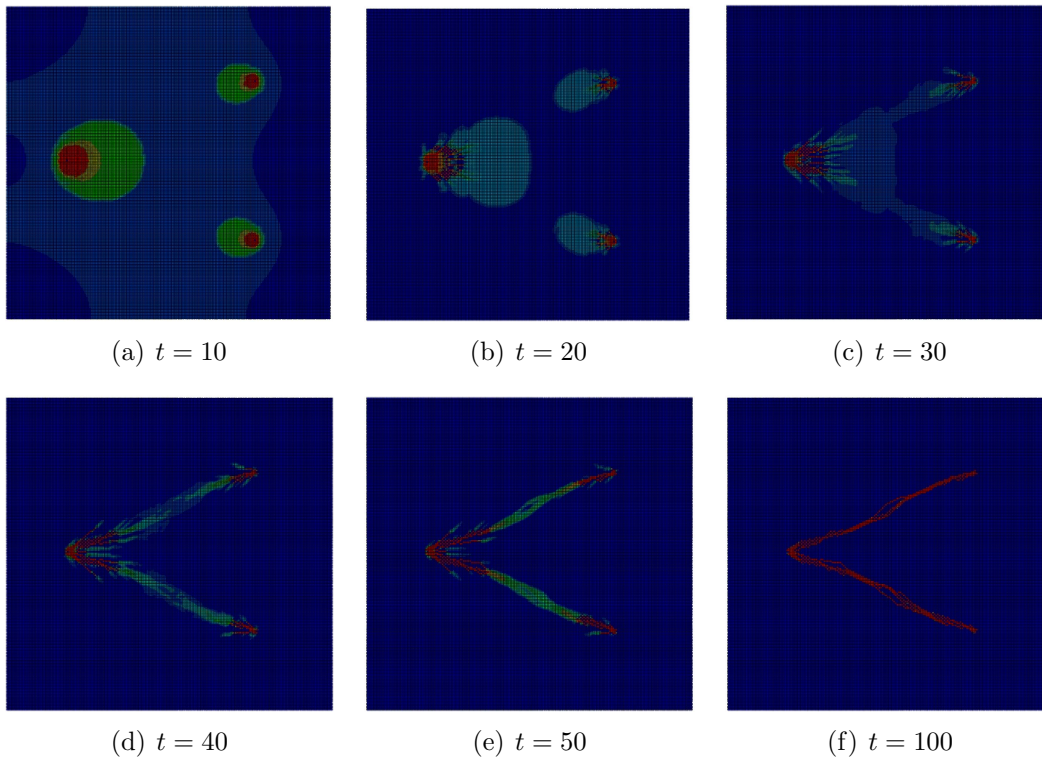 (a) t = 10
(b) t = 20
(c) t = 30
(d) t = 40
(e) t = 50
(f) t = 100